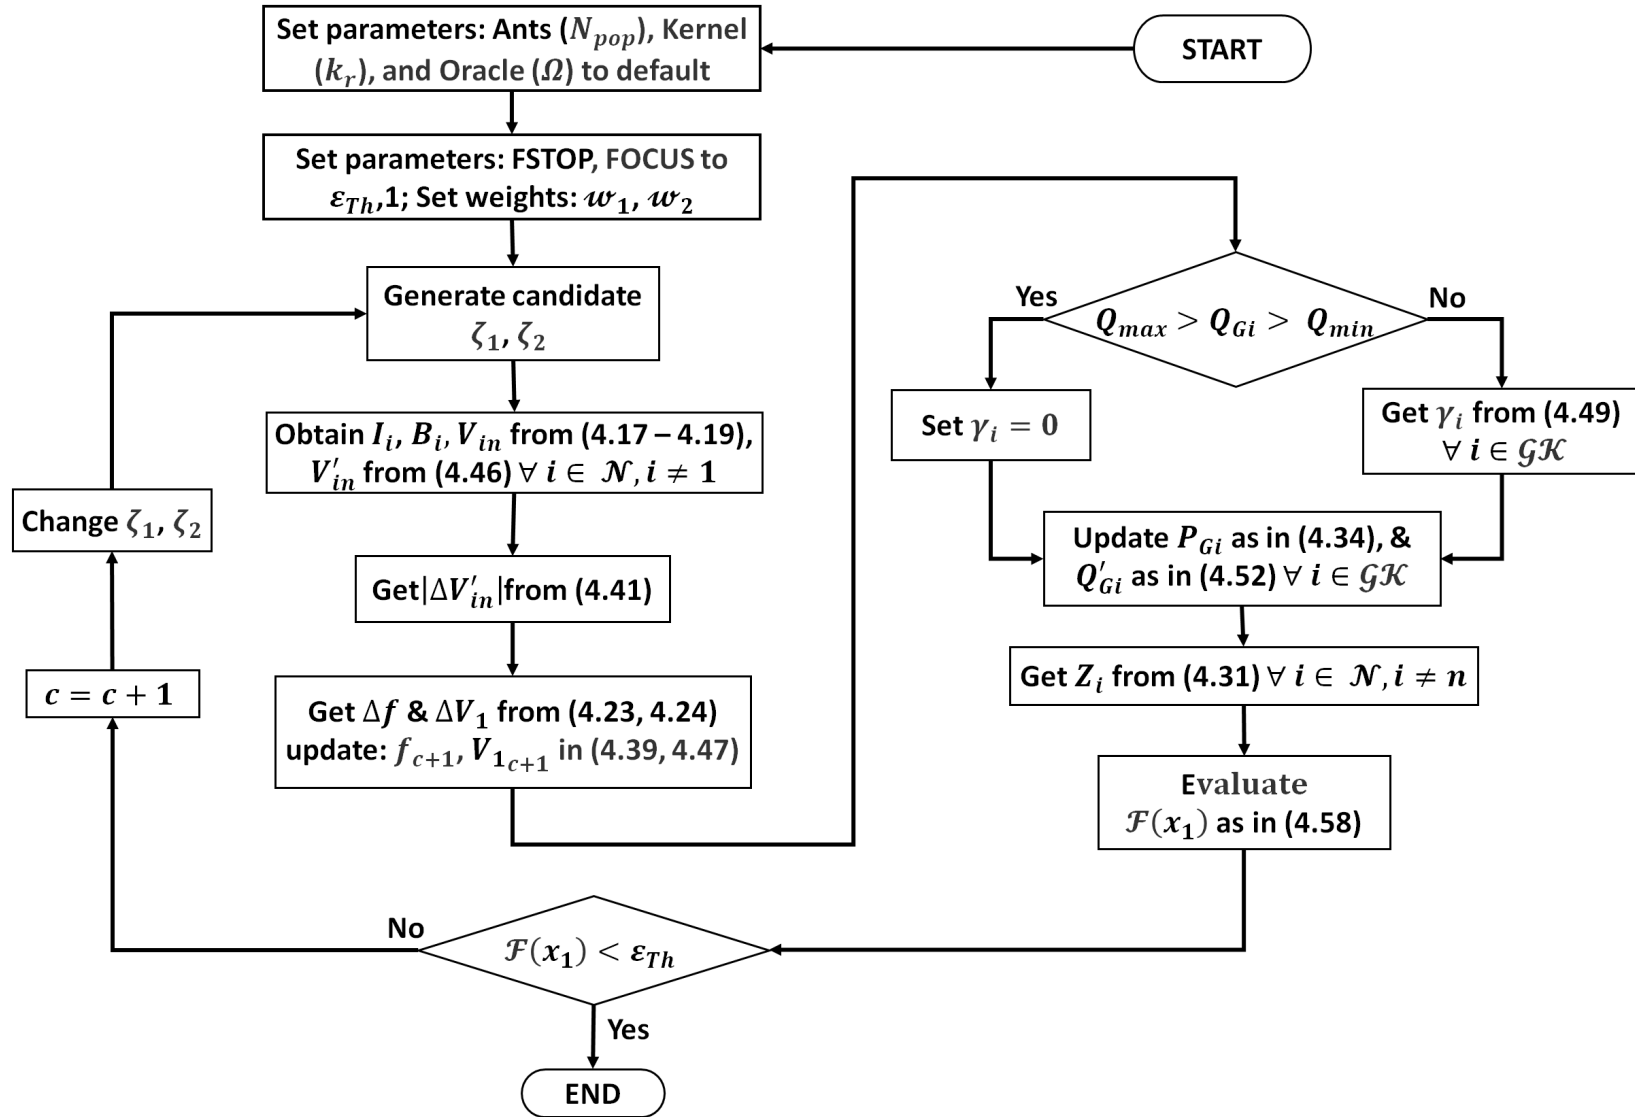 START
Set parameters: Ants (N_pop), Kernel
(k_r), and Oracle (Ω) to default
Set parameters: FSTOP, FOCUS to
ε_Th,1; Set weights: 𝓌_1, 𝓌_2
Generate candidate
ζ_1, ζ_2
Obtain I_i, B_i, V_in from (4.17 – 4.19),
V′_in from (4.46) ∀ i ∈ 𝒩, i ≠ 1
Get|ΔV′_in|from (4.41)
Get Δf & ΔV_1 from (4.23, 4.24)
update: f_{c+1}, V_{1_{c+1}} in (4.39, 4.47)
Q_max > Q_Gi > Q_min
Yes
No
Set γ_i = 0
Get γ_i from (4.49)
∀ i ∈ 𝒢𝒦
Update P_Gi as in (4.34), &
Q′_Gi as in (4.52) ∀ i ∈ 𝒢𝒦
Get Z_i from (4.31) ∀ i ∈ 𝒩, i ≠ n
Evaluate
ℱ(x_1) as in (4.58)
ℱ(x_1) < ε_Th
No
Yes
c = c + 1
Change ζ_1, ζ_2
END